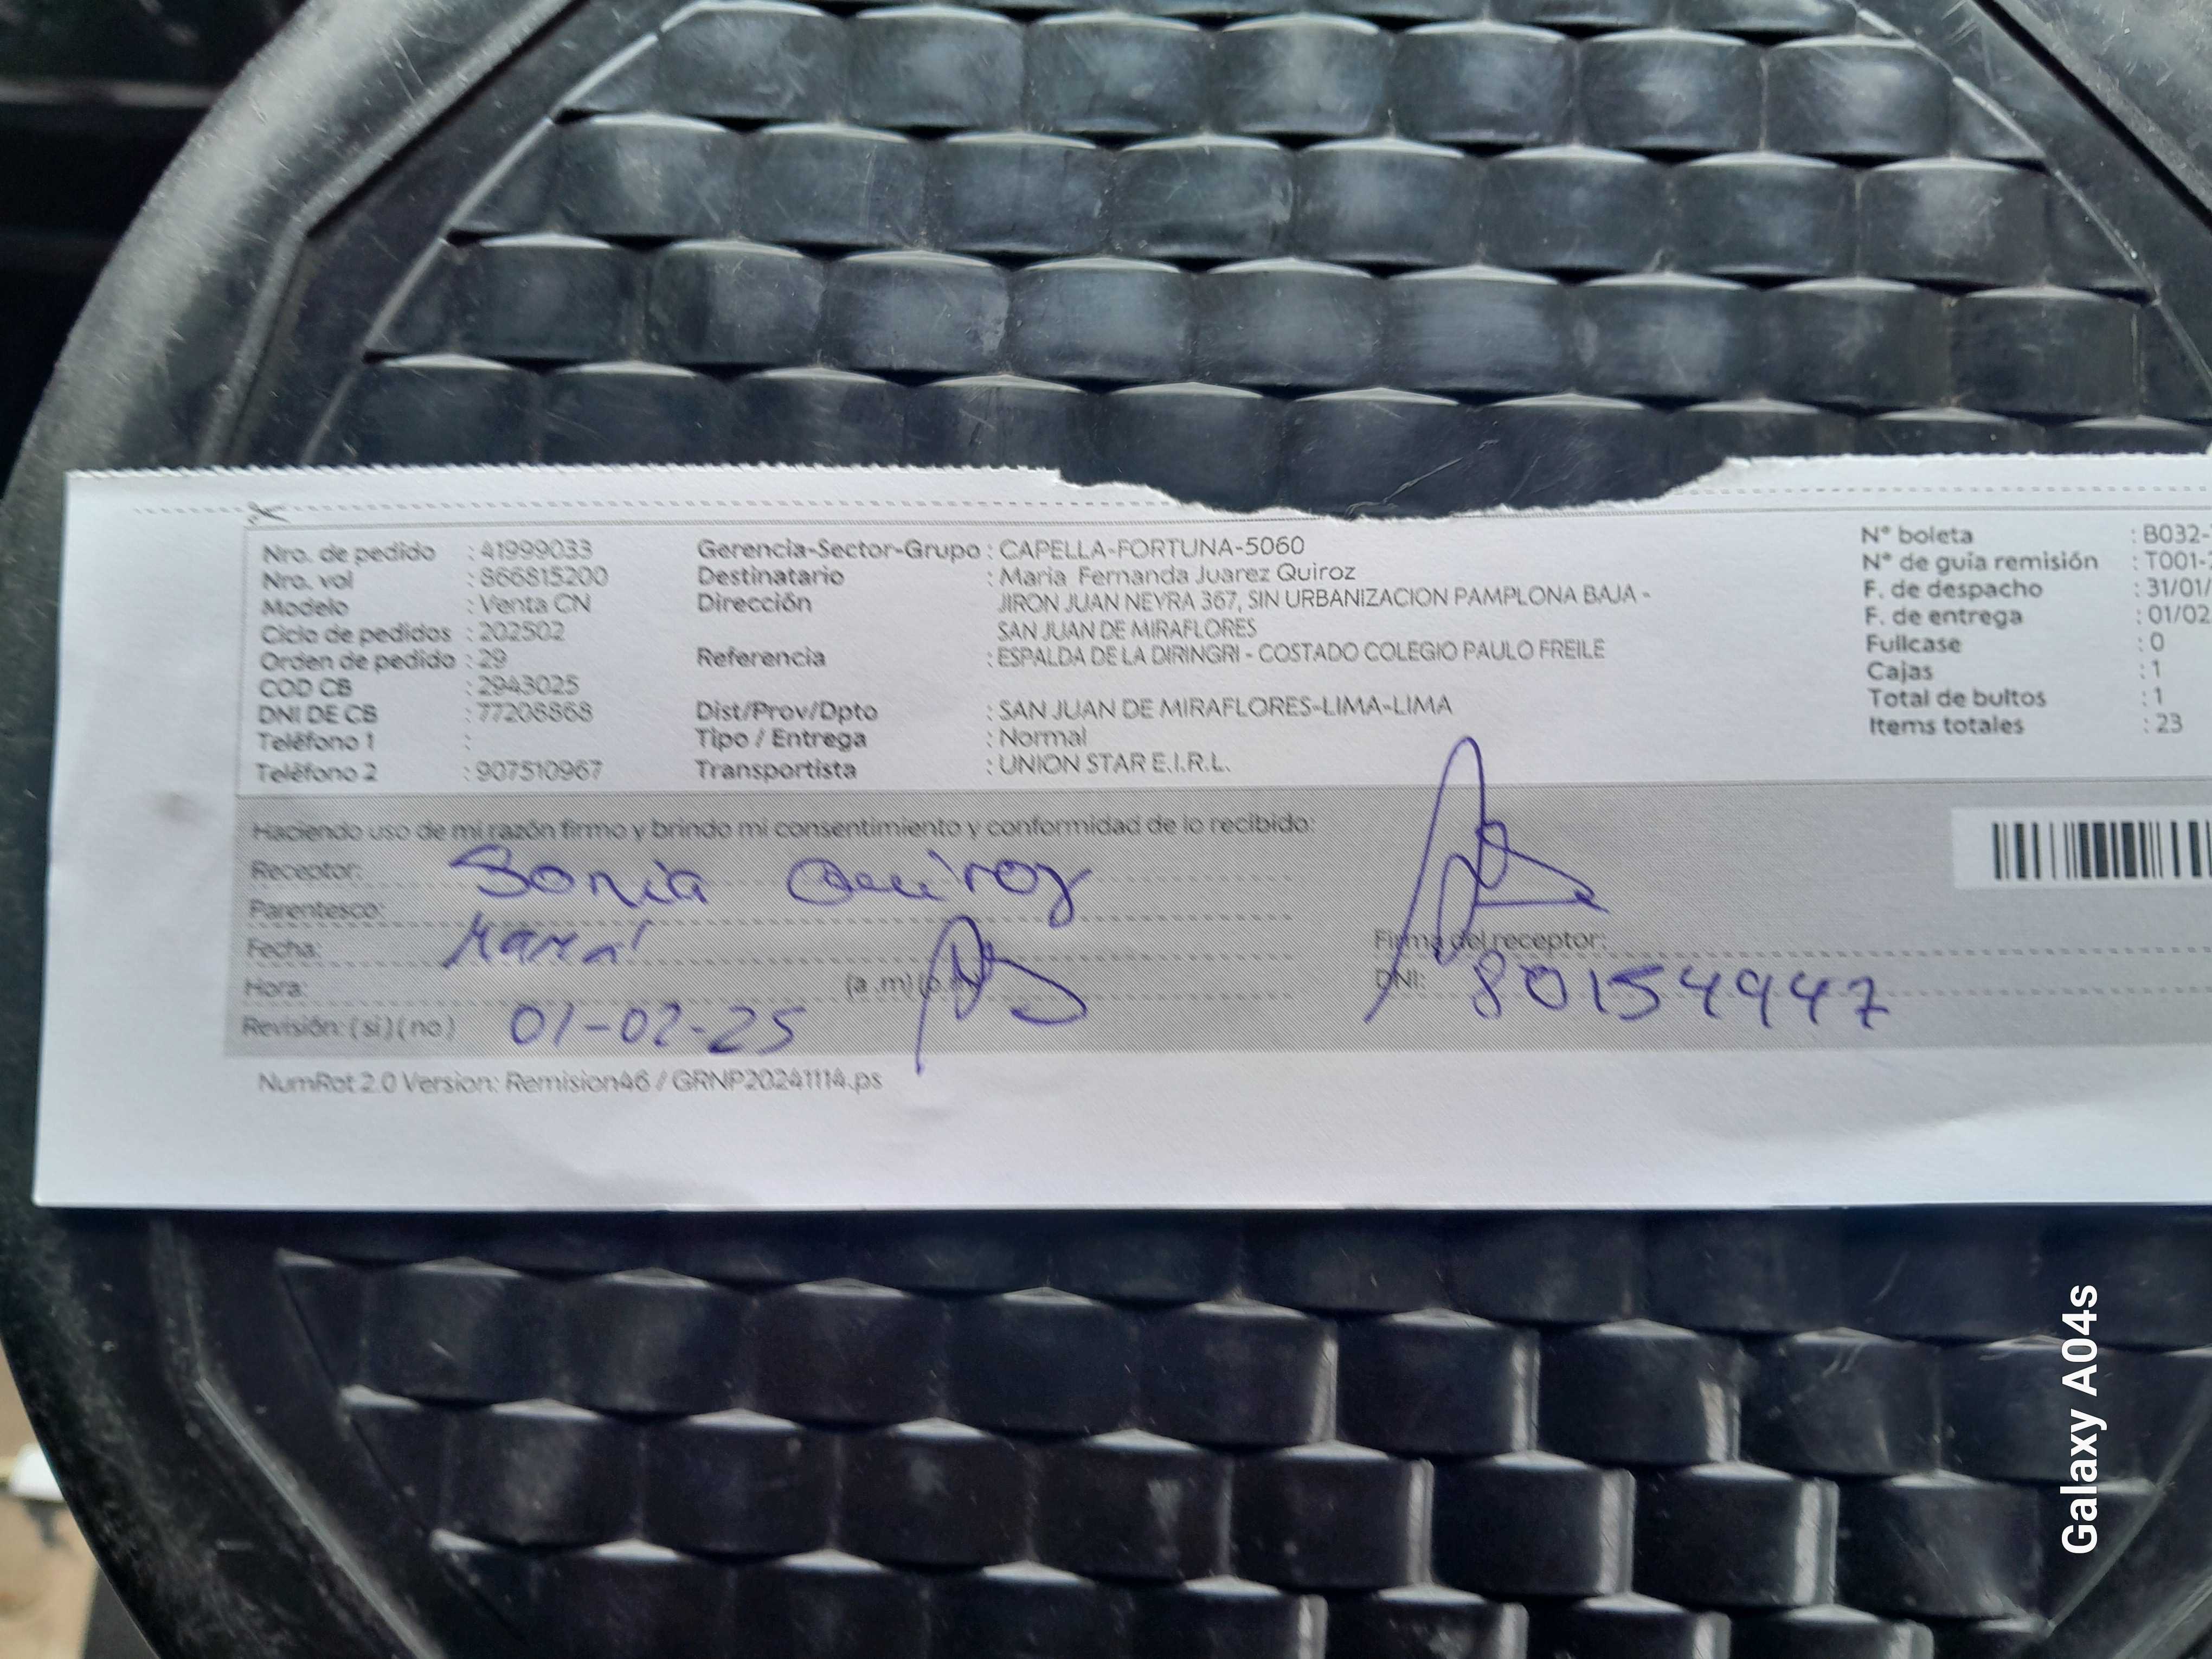 Nro. de pedido : 41999033
Nro. vol : 866815200
Modelo : Venta CN
Ciclo de pedidos : 202502
Orden de pedido : 29
COD CB : 2943025
DNI DE CB : 77208868
Teléfono 1 :
Teléfono 2 : 907510967
Gerencia-Sector-Grupo : CAPELLA-FORTUNA-5060
Destinatario : Maria Fernanda Juarez Quiroz
Dirección JIRON JUAN NEYRA 367, SIN URBANIZACION PAMPLONA BAJA -
SAN JUAN DE MIRAFLORES
Referencia : ESPALDA DE LA DIRINGRI - COSTADO COLEGIO PAULO FREILE
Dist/Prov/Dpto : SAN JUAN DE MIRAFLORES-LIMA-LIMA
Tipo / Entrega : Normal
Transportista : UNION STAR E.I.R.L.
N° boleta : B032-
N° de guía remisión : T001-
F. de despacho : 31/01/
F. de entrega : 01/02
Fullcase : 0
Cajas : 1
Total de bultos : 1
Items totales : 23
Haciendo uso de mi razón firmo y brindo mi consentimiento y conformidad de lo recibido:
Receptor: Sonia Quiroz
Parentesco:
Fecha: Mamá
Hora: (a .m)
Revisión: (si) (no) 01-02-25
Firma del receptor:
DNI: 80154947
NumRot 2.0 Version: Remision46 / GRNP20241114.ps
Galaxy A04s